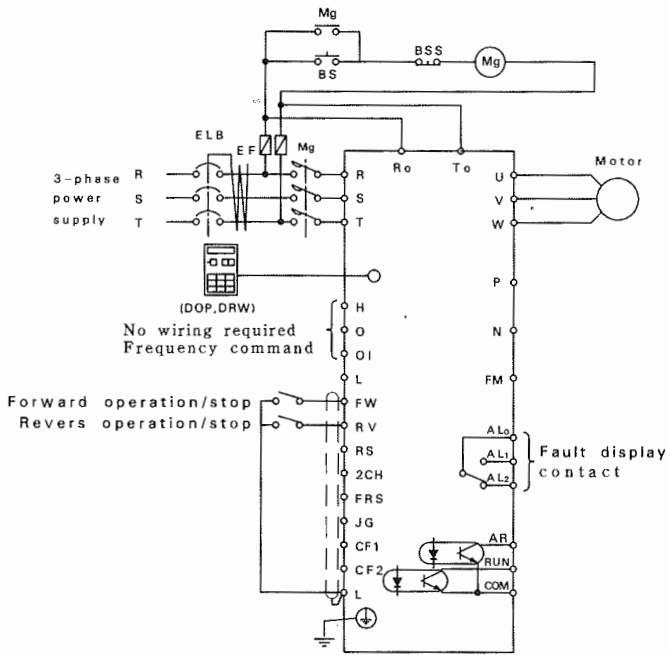 Mg
BS
BSS
Mg
ELB
EF
Mg
Ro
To
3-phase
power
supply
R
S
T
R
S
T
U
V
W
Motor
(DOP,DRW)
No wiring required
Frequency command
H
O
OI
L
P
N
FM
Forward operation/stop
Revers operation/stop
FW
RV
RS
2CH
FRS
JG
CF1
CF2
L
AL0
AL1
AL2
Fault display
contact
AR
RUN
COM